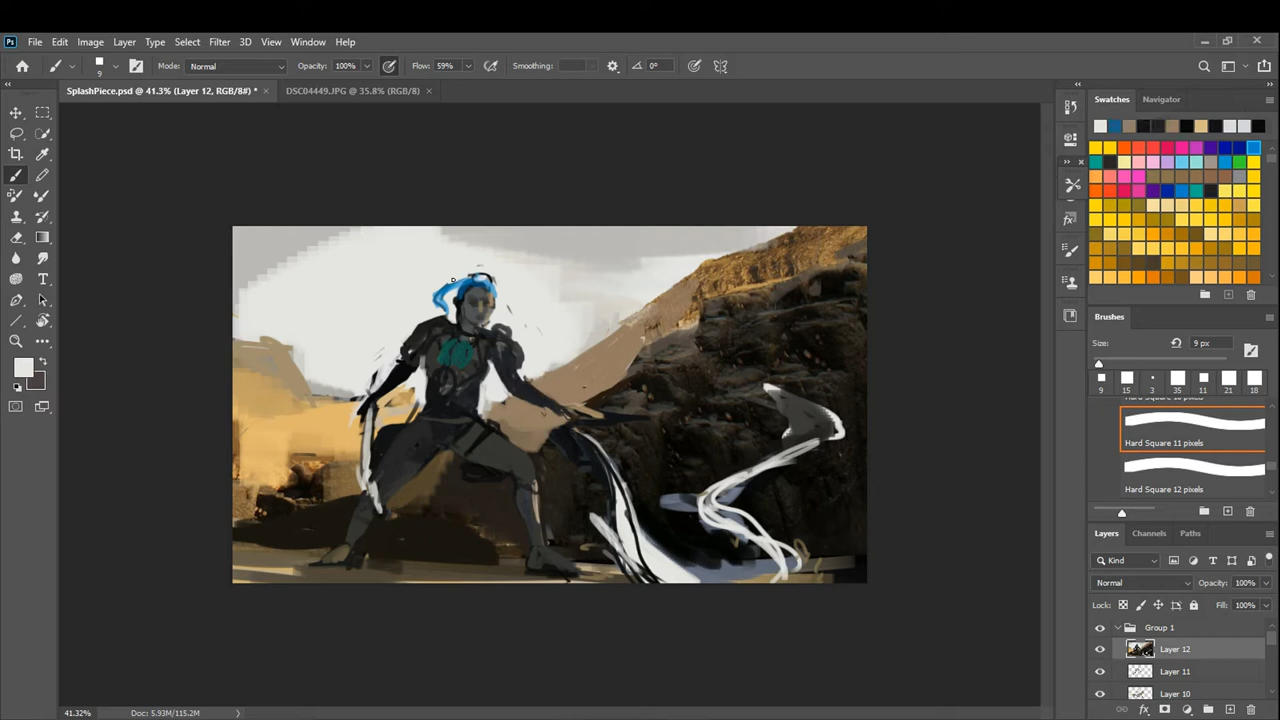 Ps File Edit Image Layer Type Select Filter 3D View Window Help
9 Mode: Normal Opacity: 100% Flow: 59% Smoothing: 0°
SplashPiece.psd @ 41.3% (Layer 12, RGB/8#) * × DSC04449.JPG @ 35.8% (RGB/8) ×
Swatches Navigator
Brushes
Size: 9 px
9 15 3 35 11 21 18
Hard Square 11 pixels
Hard Square 12 pixels
Layers Channels Paths
Kind
Normal Opacity: 100%
Lock: Fill: 100%
Group 1
Layer 12
Layer 11
Layer 10
fx
41.32% Doc: 5.93M/115.2M